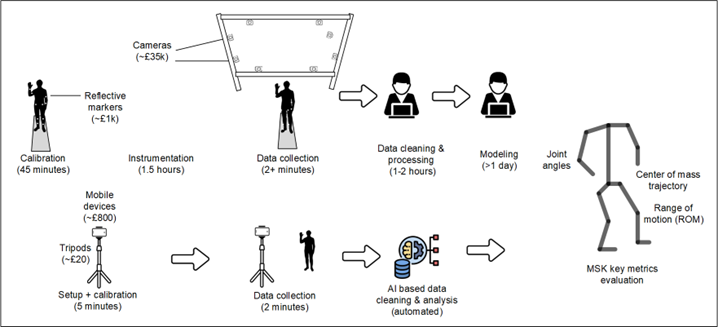 Cameras
(~£35k)
Reflective
markers
(~£1k)
Calibration
(45 minutes)
Instrumentation
(1.5 hours)
Data collection
(2+ minutes)
Data cleaning &
processing
(1-2 hours)
Modeling
(>1 day)
Joint
angles
Center of mass
trajectory
Range of
motion (ROM)
MSK key metrics
evaluation
Mobile
devices
(~£800)
Tripods
(~£20)
Setup + calibration
(5 minutes)
Data collection
(2 minutes)
AI based data
cleaning & analysis
(automated)